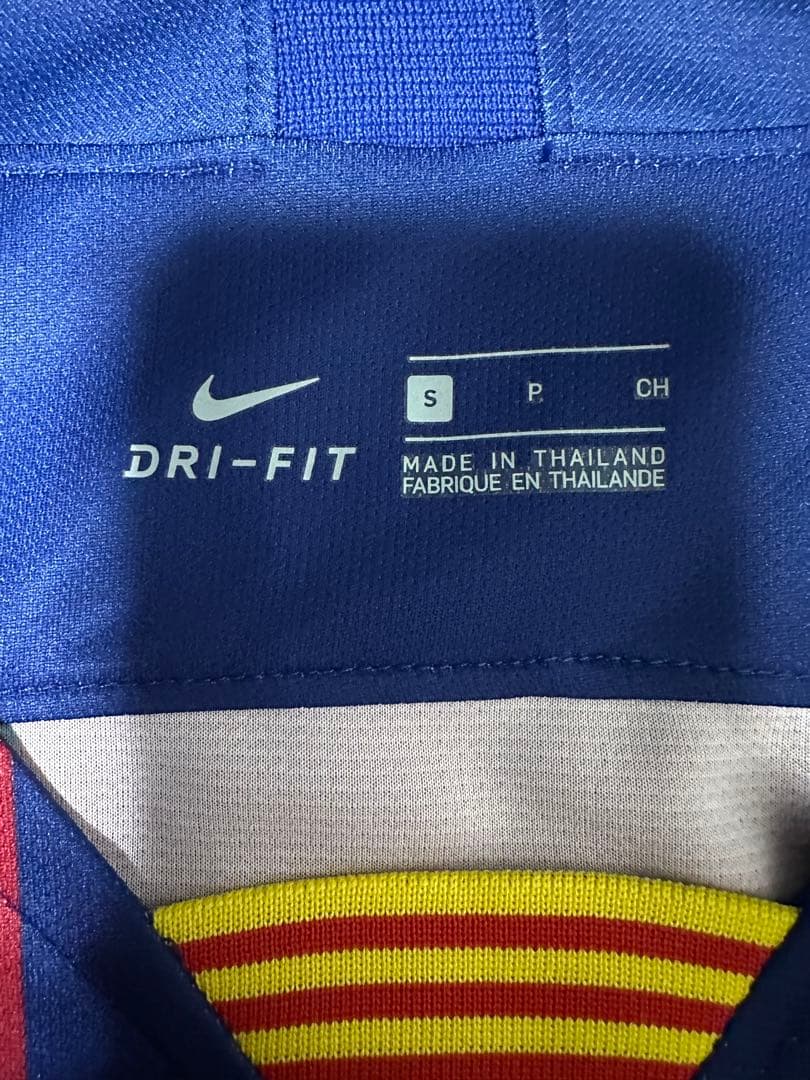 S P CH
DRI-FIT
MADE IN THAILAND
FABRIQUE EN THAILANDE